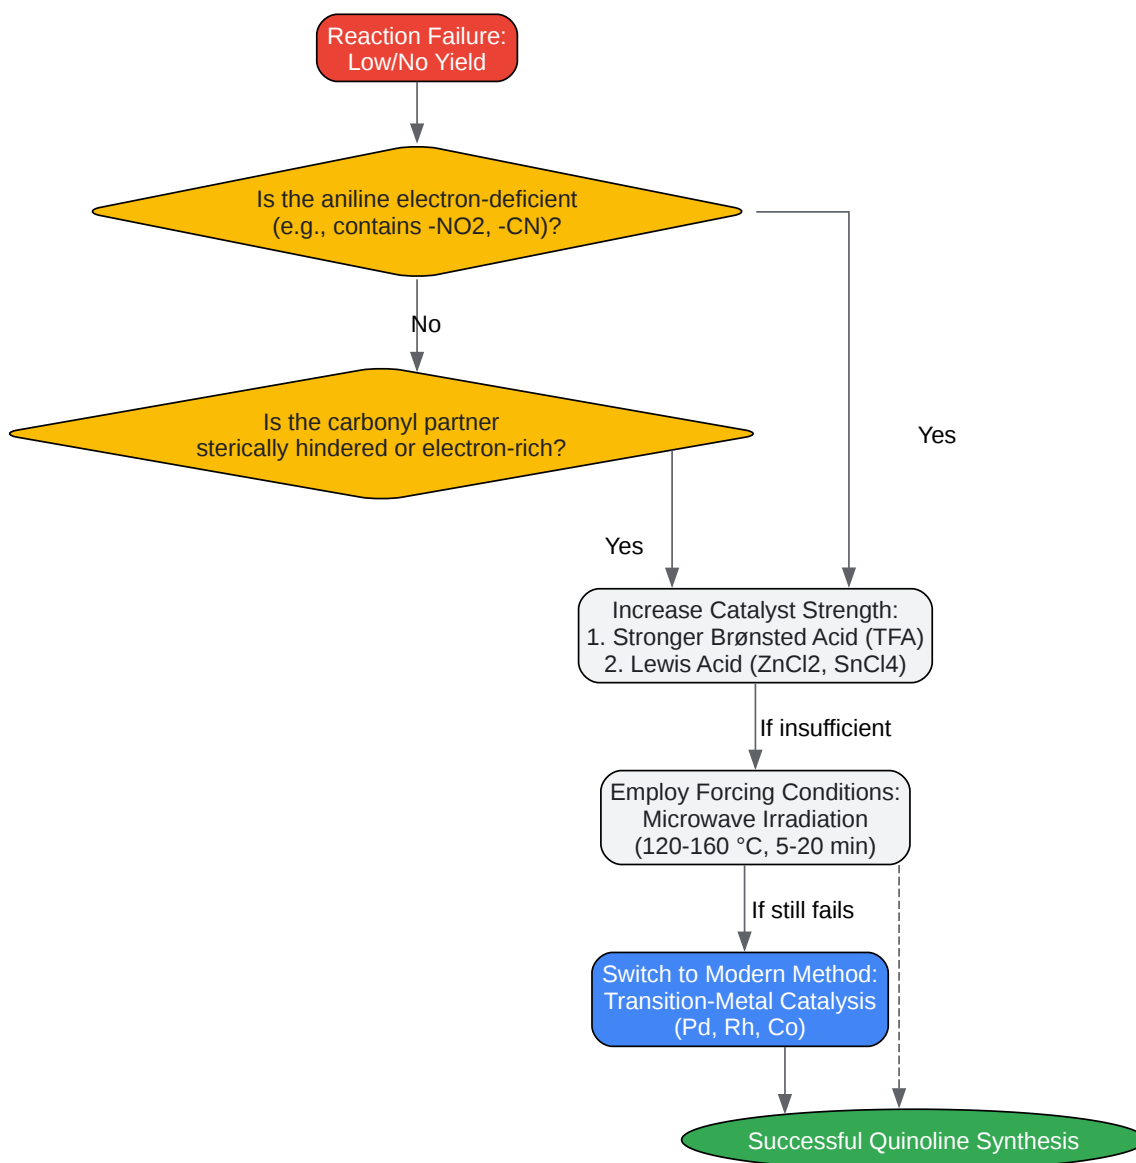 Reaction Failure:
Low/No Yield
Is the aniline electron-deficient
(e.g., contains -NO2, -CN)?
No
Is the carbonyl partner
sterically hindered or electron-rich?
Yes
Yes
Increase Catalyst Strength:
1. Stronger Brønsted Acid (TFA)
2. Lewis Acid (ZnCl2, SnCl4)
If insufficient
Employ Forcing Conditions:
Microwave Irradiation
(120-160 °C, 5-20 min)
If still fails
Switch to Modern Method:
Transition-Metal Catalysis
(Pd, Rh, Co)
Successful Quinoline Synthesis